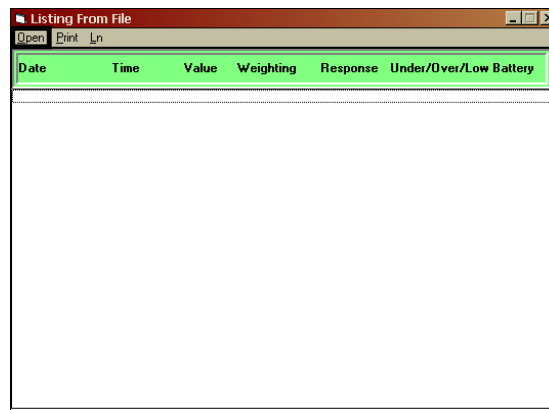 Listing From File
Open Print Ln
Date Time Value Weighting Response Under/Over/Low Battery